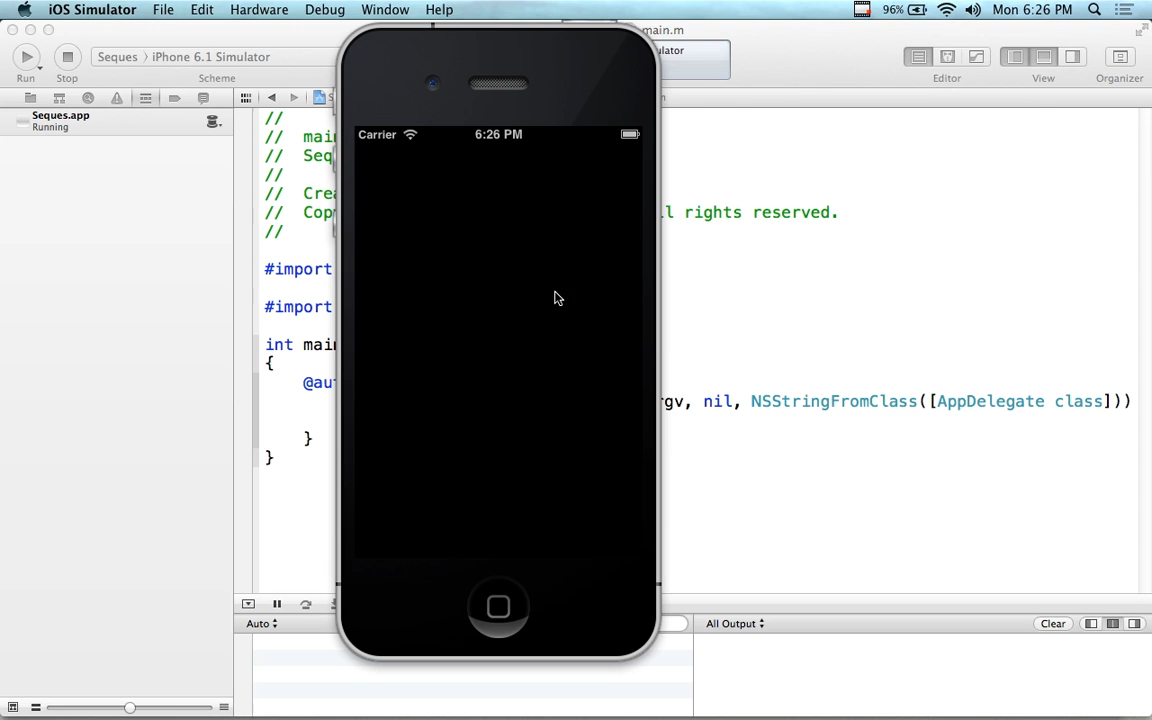 iOS Simulator File Edit Hardware Debug Window Help 96% Mon 6:26 PM
main.m
Seques 〉 iPhone 6.1 Simulator
Run Stop Scheme Editor View Organizer
Seques.app
Running
Carrier 6:26 PM
//
// mai
// Seq
//
// Crea
// Cop l rights reserved.
//
#import
#import
int mai
{
@au rgv, nil, NSStringFromClass([AppDelegate class]))
}
}
Auto All Output Clear